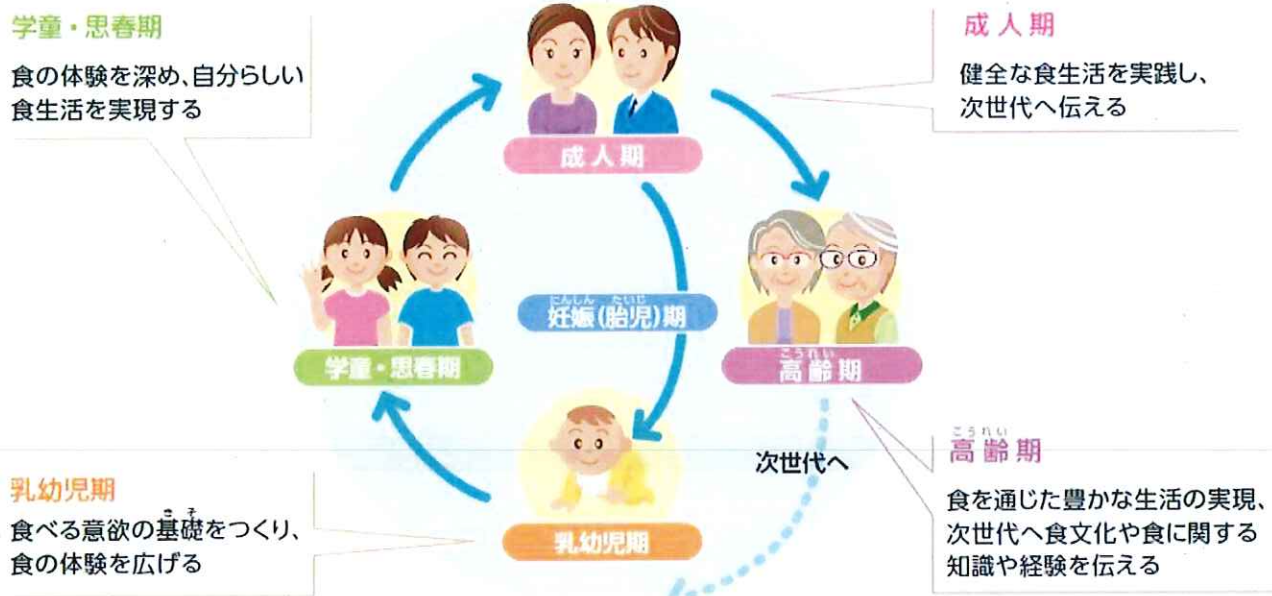 学童・思春期
食の体験を深め、自分らしい
食生活を実現する
成人期
健全な食生活を実践し、
次世代へ伝える
成人期
にんしん たいじ
妊娠(胎児)期
学童・思春期
こうれい
高齢期
次世代へ
乳幼児期
きそ
食べる意欲の基礎をつくり、
食の体験を広げる
乳幼児期
こうれい
高齢期
食を通じた豊かな生活の実現、
次世代へ食文化や食に関する
知識や経験を伝える